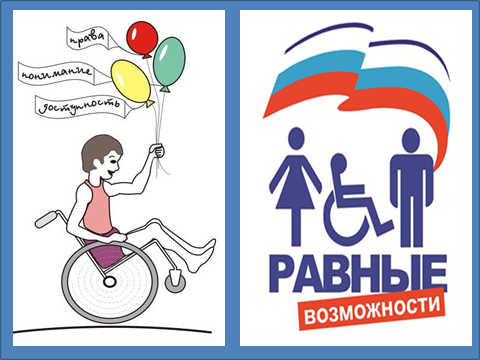 права
понимание
доступность
РАВНЫЕ
ВОЗМОЖНОСТИ